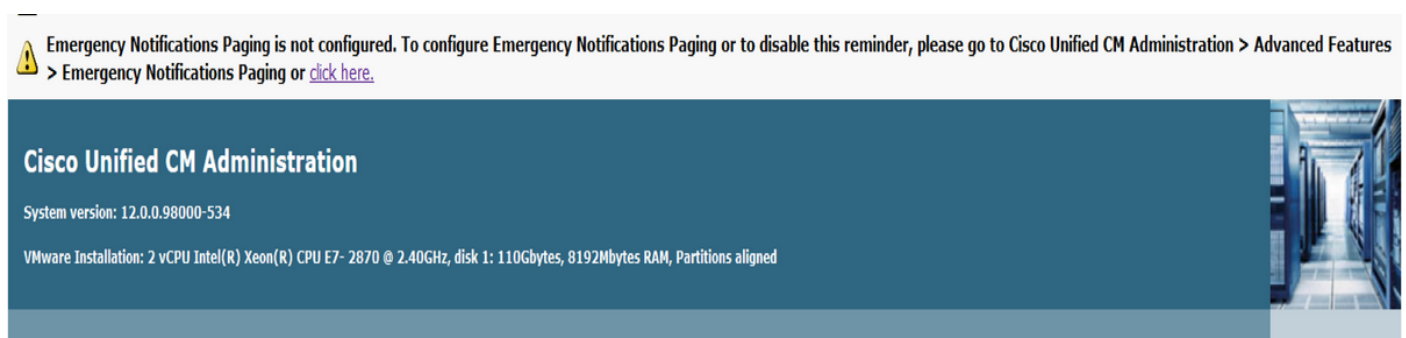 Emergency Notifications Paging is not configured. To configure Emergency Notifications Paging or to disable this reminder, please go to Cisco Unified CM Administration > Advanced Features
> Emergency Notifications Paging or click here.
Cisco Unified CM Administration
System version: 12.0.0.98000-534
VMware Installation: 2 vCPU Intel(R) Xeon(R) CPU E7- 2870 @ 2.40GHz, disk 1: 110Gbytes, 8192Mbytes RAM, Partitions aligned